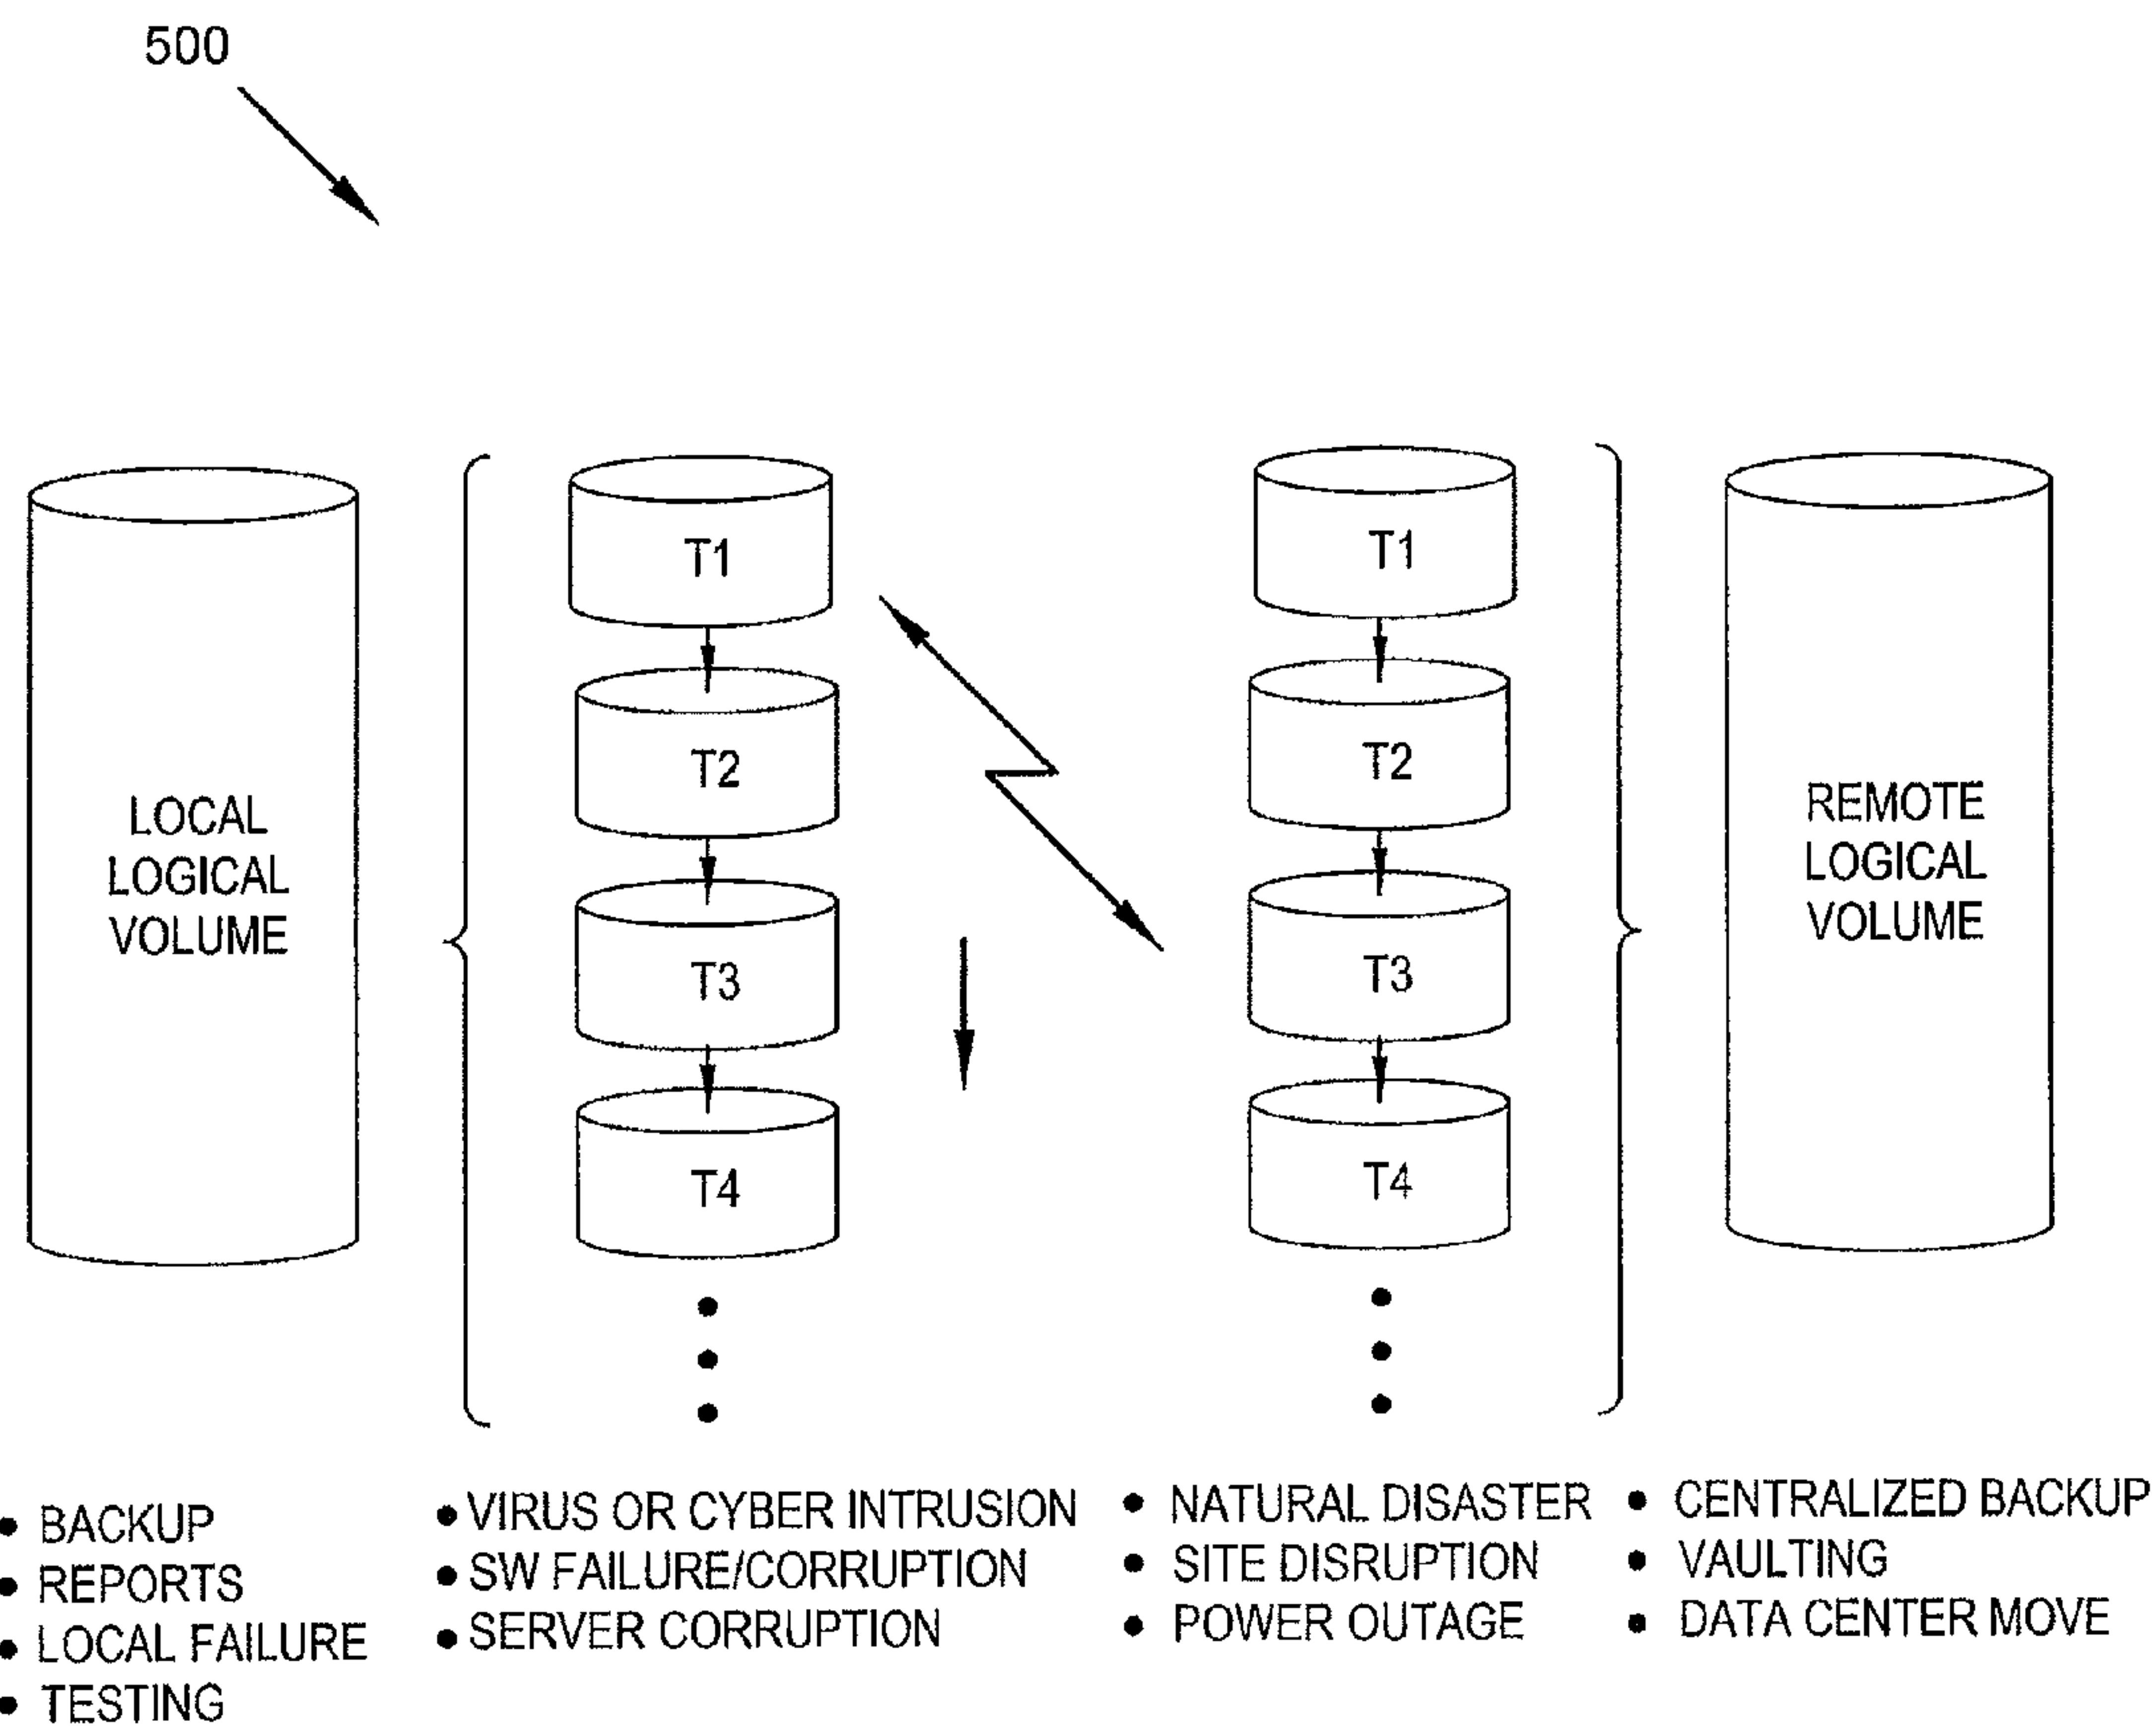 500
LOCAL
LOGICAL
VOLUME
T1
T2
T3
T4
T1
T2
T3
T4
REMOTE
LOGICAL
VOLUME
• BACKUP
• REPORTS
• LOCAL FAILURE
• TESTING
• VIRUS OR CYBER INTRUSION
• SW FAILURE/CORRUPTION
• SERVER CORRUPTION
• NATURAL DISASTER
• SITE DISRUPTION
• POWER OUTAGE
• CENTRALIZED BACKUP
• VAULTING
• DATA CENTER MOVE